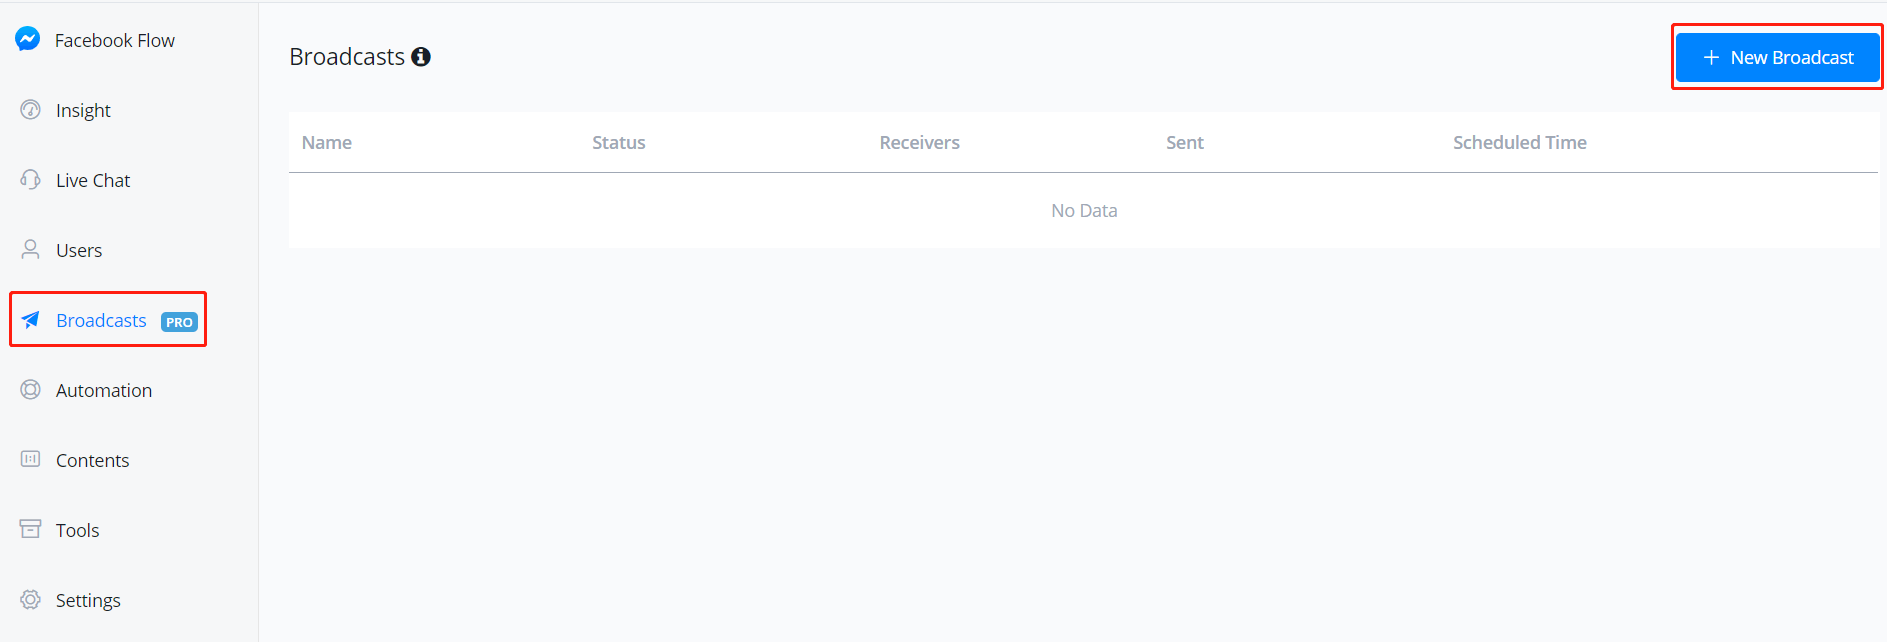 Facebook Flow
Insight
Live Chat
Users
Broadcasts PRO
Automation
Contents
Tools
Settings
Broadcasts
+ New Broadcast
Name Status Receivers Sent Scheduled Time
No Data